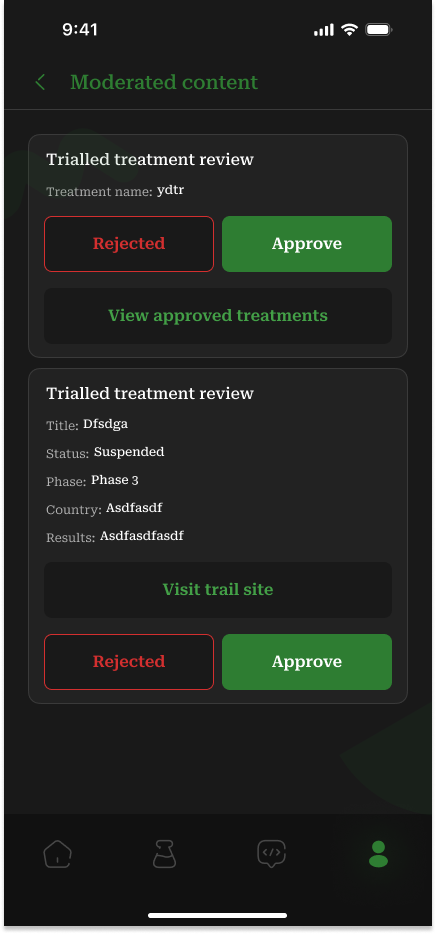 9:41
Moderated content
Trialled treatment review
Treatment name: ydtr
Rejected
Approve
View approved treatments
Trialled treatment review
Title: Dfsdga
Status: Suspended
Phase: Phase 3
Country: Asdfasdf
Results: Asdfasdfasdf
Visit trail site
Rejected
Approve